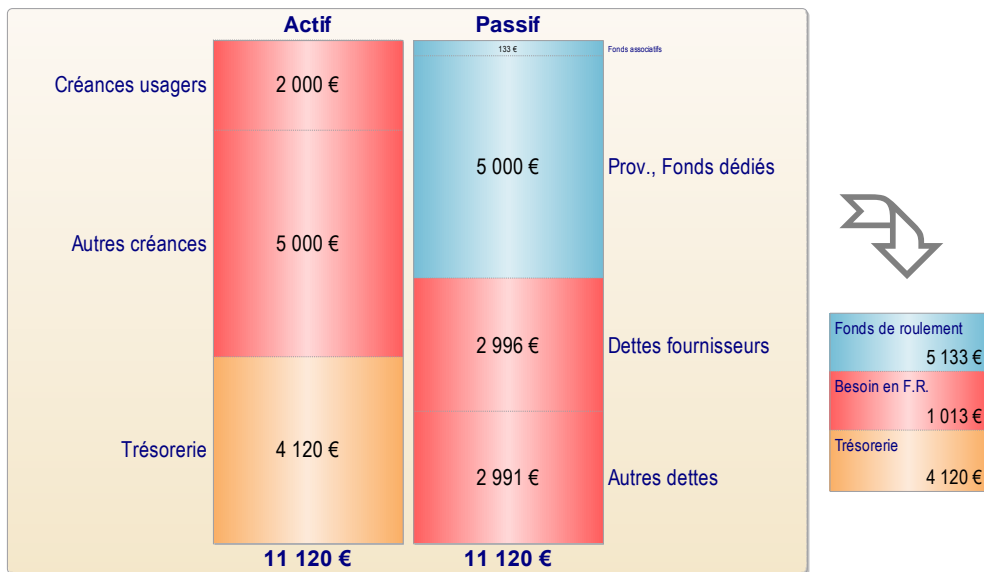 Actif
Passif
133 €
Fonds associatifs
Créances usagers
2 000 €
5 000 €
Prov., Fonds dédiés
Autres créances
5 000 €
2 996 €
Dettes fournisseurs
Trésorerie
4 120 €
2 991 €
Autres dettes
11 120 €
11 120 €
Fonds de roulement
5 133 €
Besoin en F.R.
1 013 €
Trésorerie
4 120 €